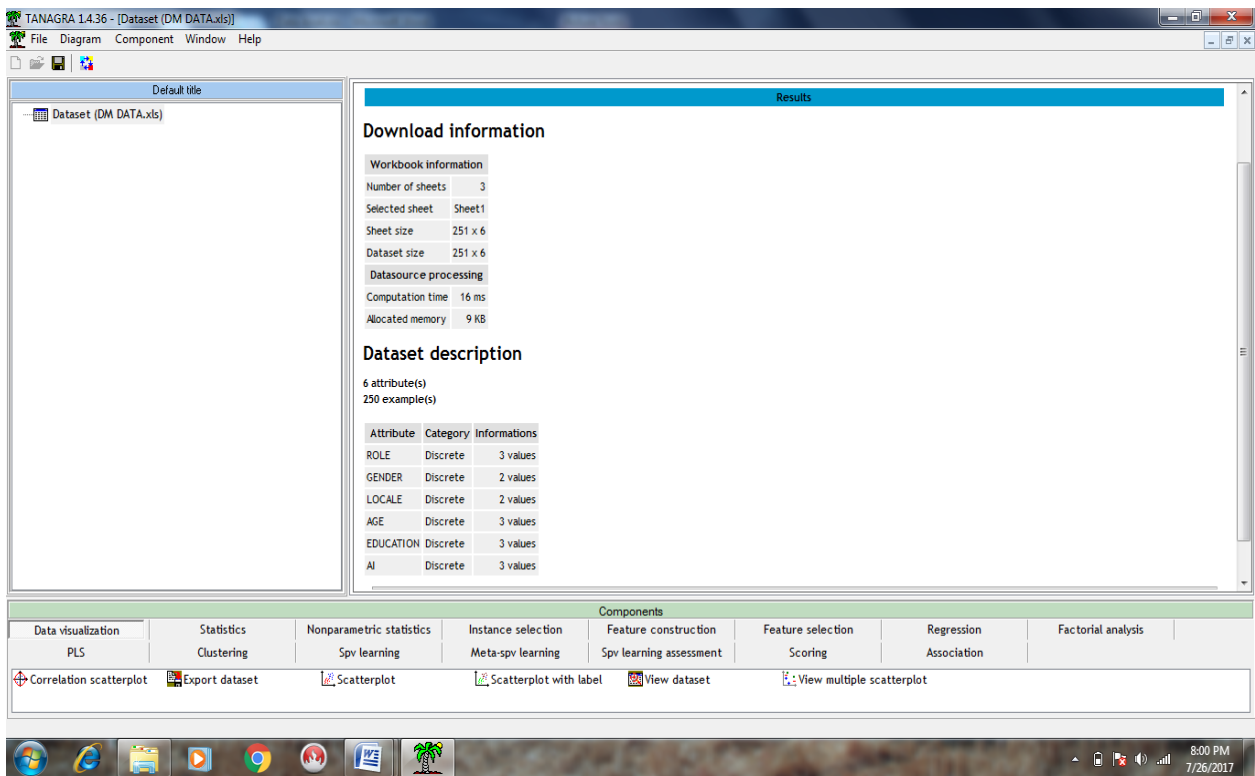 TANAGRA 1.4.36 - [Dataset (DM DATA.xls)]
File Diagram Component Window Help
Default title
Dataset (DM DATA.xls)
Results
Download information
Workbook information
Number of sheets 3
Selected sheet Sheet1
Sheet size 251 x 6
Dataset size 251 x 6
Datasource processing
Computation time 16 ms
Allocated memory 9 KB
Dataset description
6 attribute(s)
250 example(s)
Attribute Category Informations
ROLE Discrete 3 values
GENDER Discrete 2 values
LOCALE Discrete 2 values
AGE Discrete 3 values
EDUCATION Discrete 3 values
AI Discrete 3 values
Components
Data visualization Statistics Nonparametric statistics Instance selection Feature construction Feature selection Regression Factorial analysis
PLS Clustering Spv learning Meta-spv learning Spv learning assessment Scoring Association
Correlation scatterplot Export dataset Scatterplot Scatterplot with label View dataset View multiple scatterplot
8:00 PM
7/26/2017